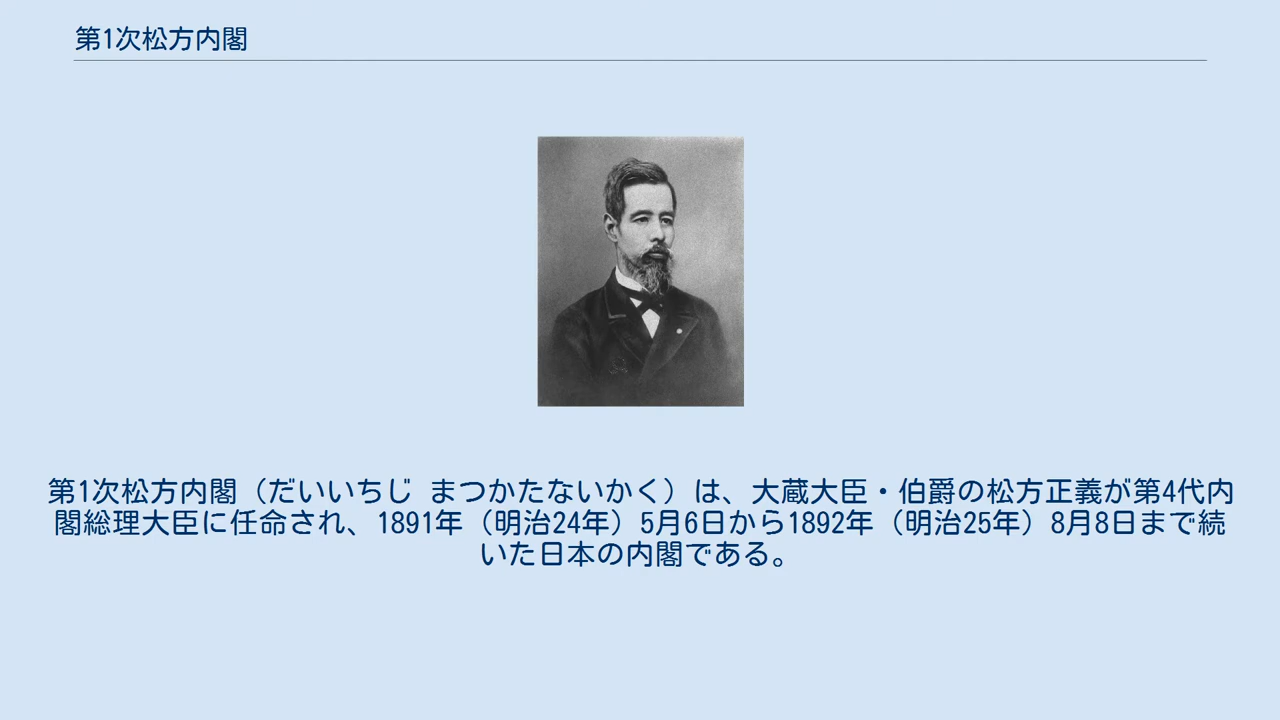 第1次松方内閣
第1次松方内閣（だいいちじ まつかたないかく）は、大蔵大臣・伯爵の松方正義が第4代内
閣総理大臣に任命され、1891年（明治24年）5月6日から1892年（明治25年）8月8日まで続
いた日本の内閣である。